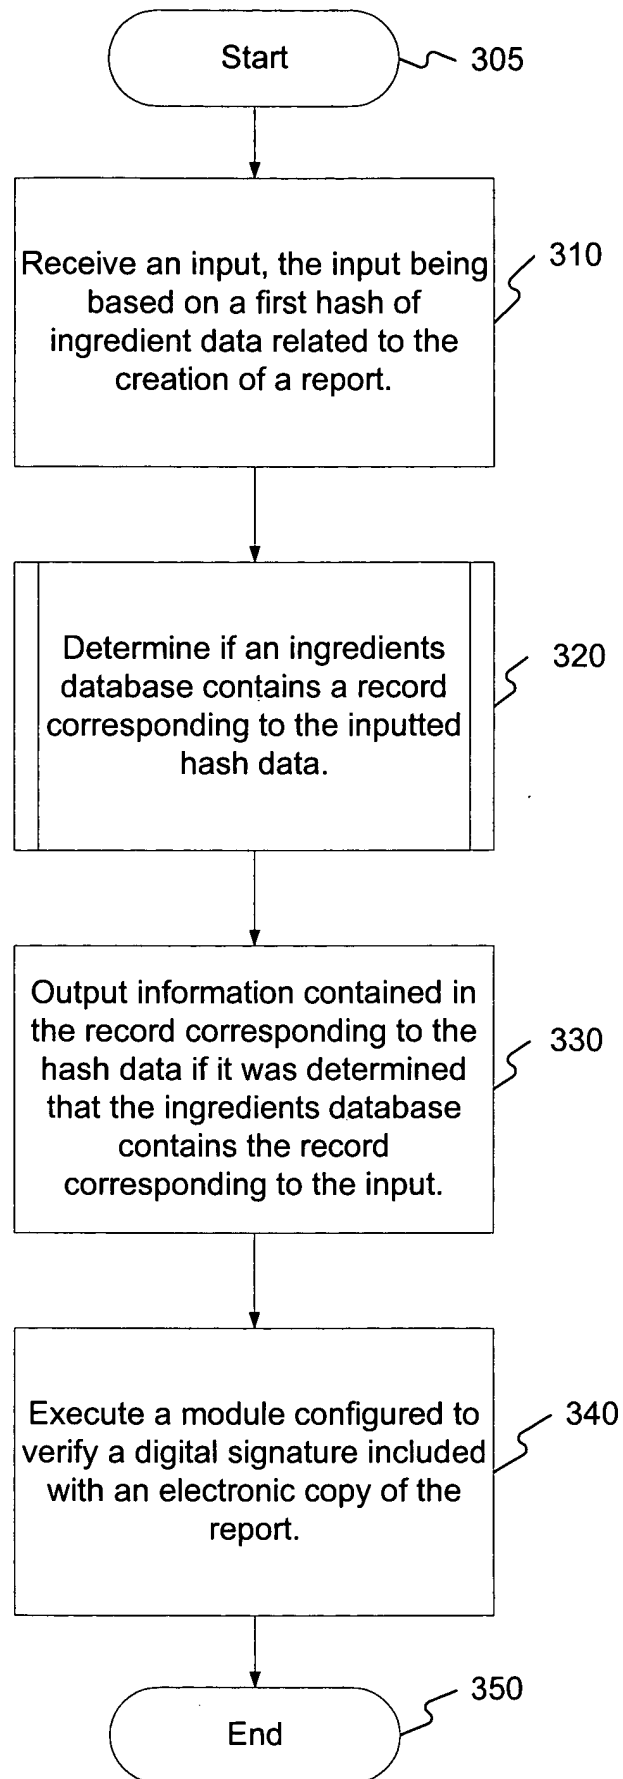 Start
305
Receive an input, the input being
based on a first hash of
ingredient data related to the
creation of a report.
310
Determine if an ingredients
database contains a record
corresponding to the inputted
hash data.
320
Output information contained in
the record corresponding to the
hash data if it was determined
that the ingredients database
contains the record
corresponding to the input.
330
Execute a module configured to
verify a digital signature included
with an electronic copy of the
report.
340
End
350